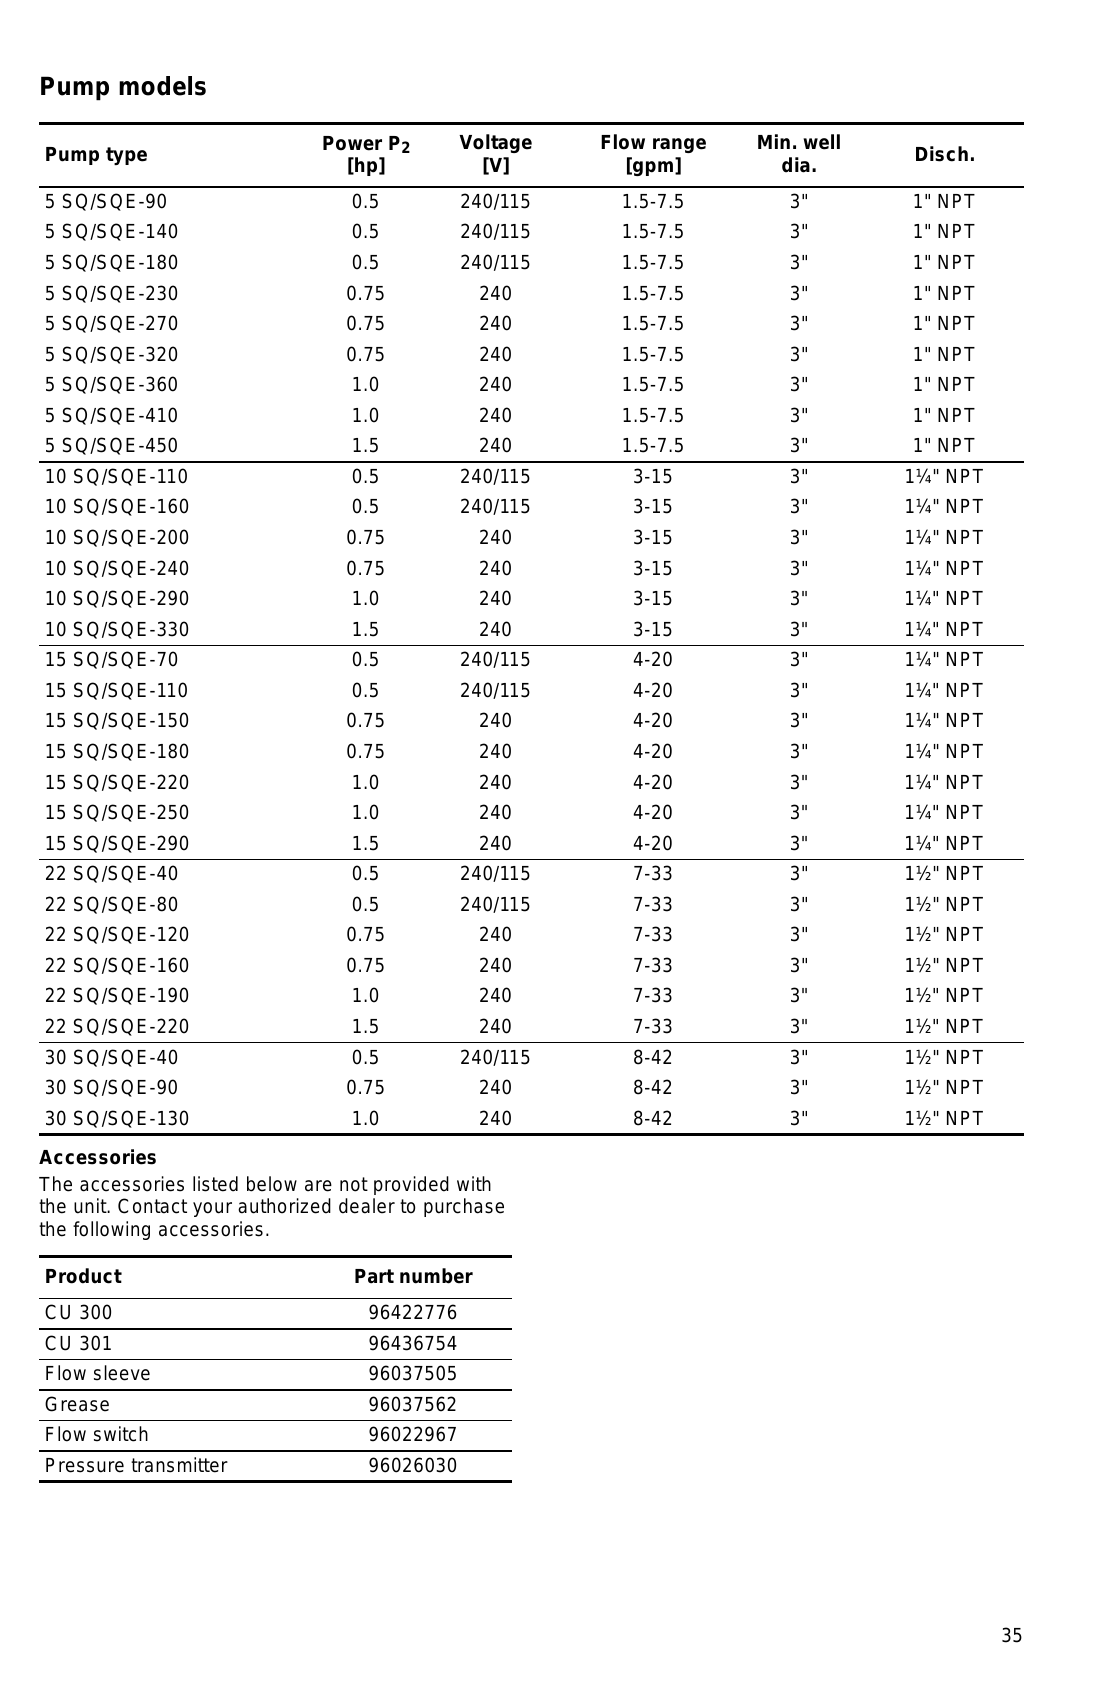 Pump models
Pump type Power P2 [hp] Voltage [V] Flow range [gpm] Min. well dia. Disch.
5 SQ/SQE-90 0.5 240/115 1.5-7.5 3" 1" NPT
5 SQ/SQE-140 0.5 240/115 1.5-7.5 3" 1" NPT
5 SQ/SQE-180 0.5 240/115 1.5-7.5 3" 1" NPT
5 SQ/SQE-230 0.75 240 1.5-7.5 3" 1" NPT
5 SQ/SQE-270 0.75 240 1.5-7.5 3" 1" NPT
5 SQ/SQE-320 0.75 240 1.5-7.5 3" 1" NPT
5 SQ/SQE-360 1.0 240 1.5-7.5 3" 1" NPT
5 SQ/SQE-410 1.0 240 1.5-7.5 3" 1" NPT
5 SQ/SQE-450 1.5 240 1.5-7.5 3" 1" NPT
10 SQ/SQE-110 0.5 240/115 3-15 3" 1¼" NPT
10 SQ/SQE-160 0.5 240/115 3-15 3" 1¼" NPT
10 SQ/SQE-200 0.75 240 3-15 3" 1¼" NPT
10 SQ/SQE-240 0.75 240 3-15 3" 1¼" NPT
10 SQ/SQE-290 1.0 240 3-15 3" 1¼" NPT
10 SQ/SQE-330 1.5 240 3-15 3" 1¼" NPT
15 SQ/SQE-70 0.5 240/115 4-20 3" 1¼" NPT
15 SQ/SQE-110 0.5 240/115 4-20 3" 1¼" NPT
15 SQ/SQE-150 0.75 240 4-20 3" 1¼" NPT
15 SQ/SQE-180 0.75 240 4-20 3" 1¼" NPT
15 SQ/SQE-220 1.0 240 4-20 3" 1¼" NPT
15 SQ/SQE-250 1.0 240 4-20 3" 1¼" NPT
15 SQ/SQE-290 1.5 240 4-20 3" 1¼" NPT
22 SQ/SQE-40 0.5 240/115 7-33 3" 1½" NPT
22 SQ/SQE-80 0.5 240/115 7-33 3" 1½" NPT
22 SQ/SQE-120 0.75 240 7-33 3" 1½" NPT
22 SQ/SQE-160 0.75 240 7-33 3" 1½" NPT
22 SQ/SQE-190 1.0 240 7-33 3" 1½" NPT
22 SQ/SQE-220 1.5 240 7-33 3" 1½" NPT
30 SQ/SQE-40 0.5 240/115 8-42 3" 1½" NPT
30 SQ/SQE-90 0.75 240 8-42 3" 1½" NPT
30 SQ/SQE-130 1.0 240 8-42 3" 1½" NPT
Accessories
The accessories listed below are not provided with
the unit. Contact your authorized dealer to purchase
the following accessories.
Product Part number
CU 300 96422776
CU 301 96436754
Flow sleeve 96037505
Grease 96037562
Flow switch 96022967
Pressure transmitter 96026030
35